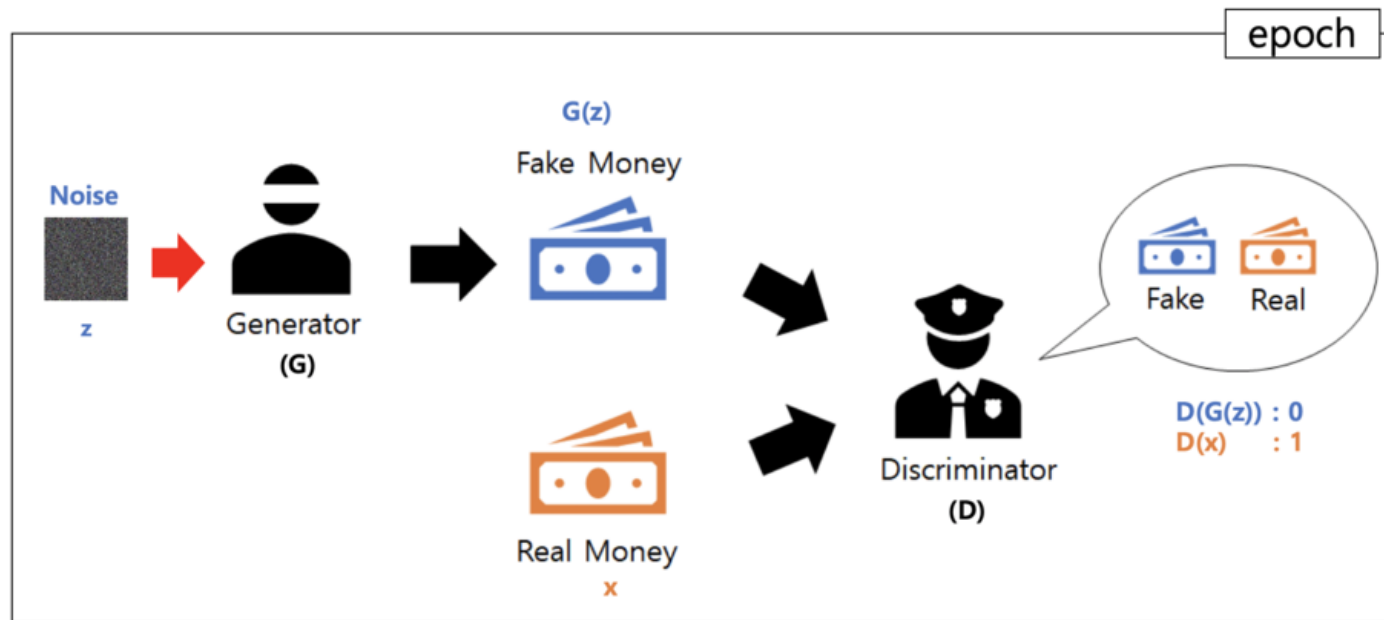 epoch
G(z)
Fake Money
Noise
z
Generator
(G)
Real Money
x
Discriminator
(D)
Fake Real
D(G(z)) : 0
D(x) : 1